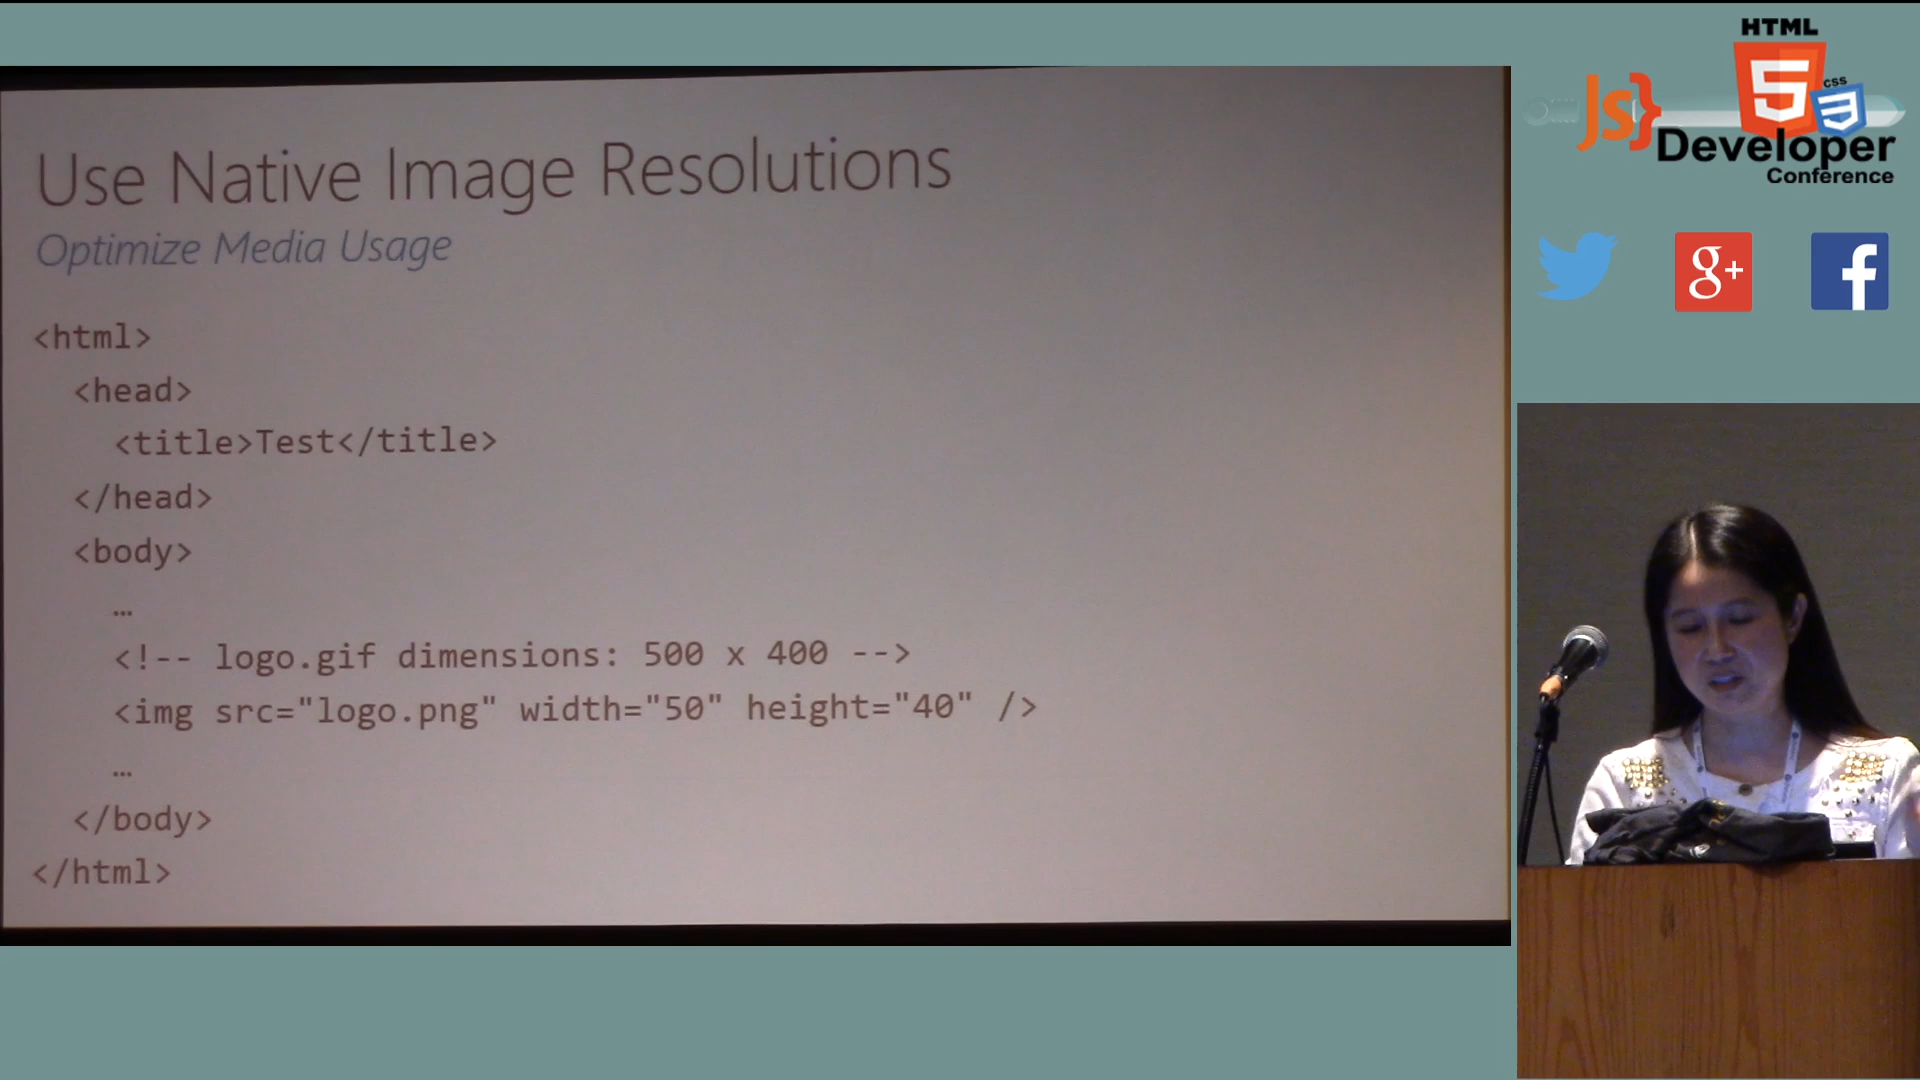 Use Native Image Resolutions
Optimize Media Usage
<html>
<head>
<title>Test</title>
</head>
<body>
…
<!-- logo.gif dimensions: 500 x 400 -->
<img src="logo.png" width="50" height="40" />
…
</body>
</html>
HTML
5
css
3
JS}
Developer
Conference
g+
f